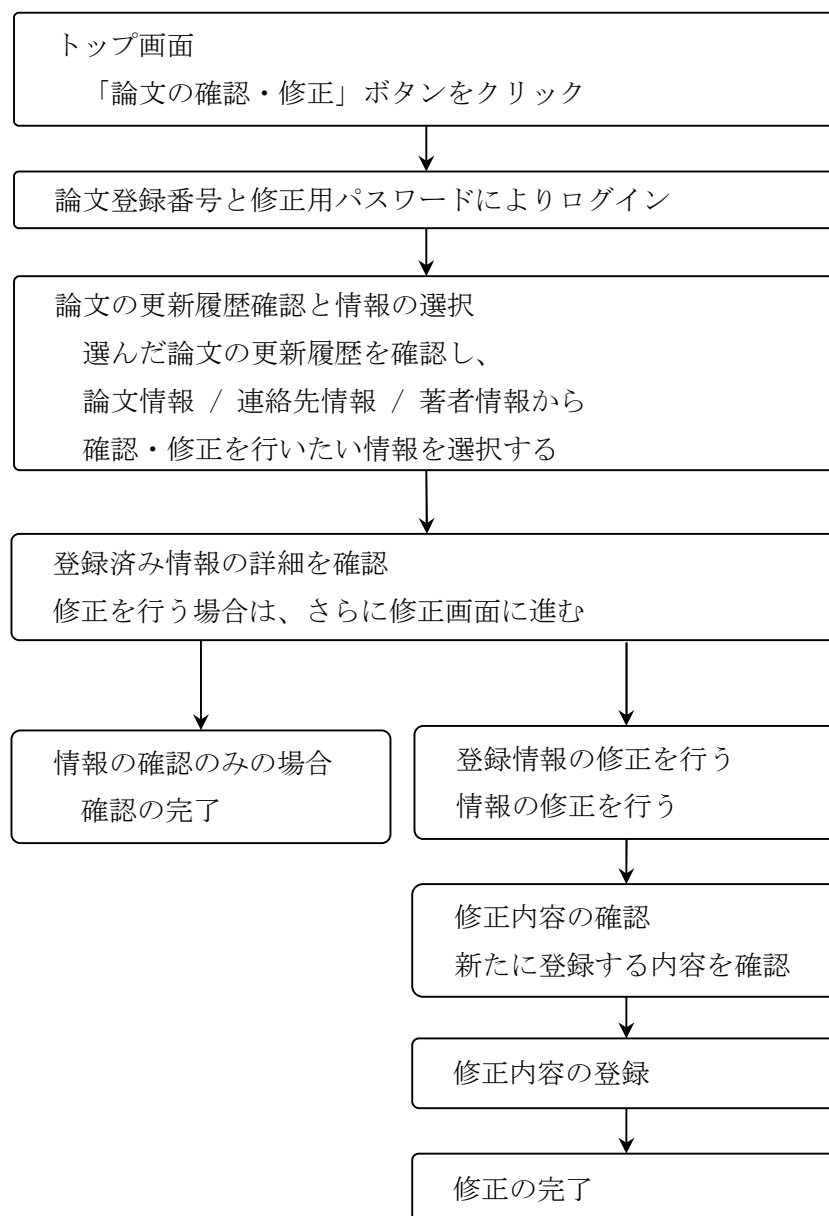 トップ画面
「論文の確認・修正」ボタンをクリック
論文登録番号と修正用パスワードによりログイン
論文の更新履歴確認と情報の選択
選んだ論文の更新履歴を確認し、
論文情報 / 連絡先情報 / 著者情報から
確認・修正を行いたい情報を選択する
登録済み情報の詳細を確認
修正を行う場合は、さらに修正画面に進む
情報の確認のみの場合
確認の完了
登録情報の修正を行う
情報の修正を行う
修正内容の確認
新たに登録する内容を確認
修正内容の登録
修正の完了